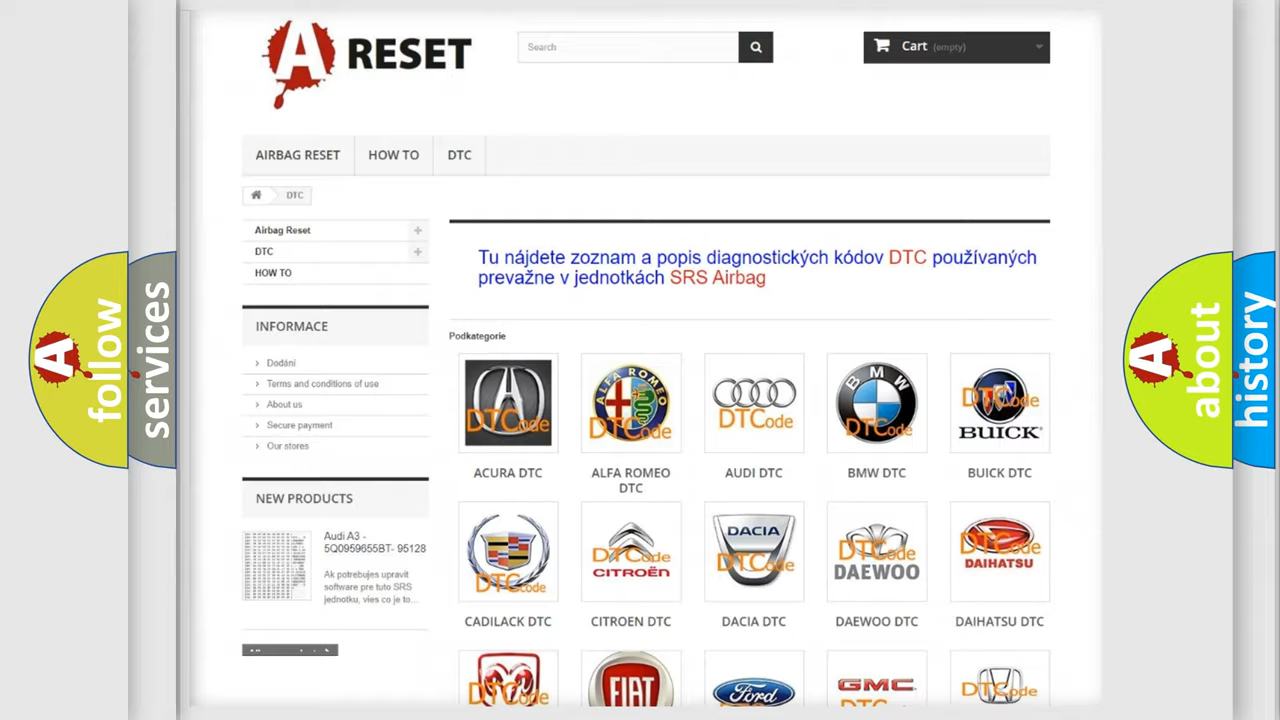 A RESET
Search
Cart (empty)
AIRBAG RESET
HOW TO
DTC
DTC
Airbag Reset
DTC
HOW TO
INFORMACE
Dodání
Terms and conditions of use
About us
Secure payment
Our stores
NEW PRODUCTS
Audi A3 -
5Q0959655BT- 95128
Ak potrebujes upravit
software pre tuto SRS
jednotku, vies co je to...
Tu nájdete zoznam a popis diagnostických kódov DTC používaných
prevažne v jednotkách SRS Airbag
Podkategorie
DTCode
ALFA ROMEO
DTCode
DTCode
BMW
DTCode
DTCode
BUICK
ACURA DTC
ALFA ROMEO
DTC
AUDI DTC
BMW DTC
BUICK DTC
DTCode
DTCode
CITROËN
DACIA
DTCode
DTCode
DAEWOO
DTCode
DAIHATSU
CADILACK DTC
CITROEN DTC
DACIA DTC
DAEWOO DTC
DAIHATSU DTC
DTCode
FIAT
Ford
GMC
DTCode
A follow
services
A about
history